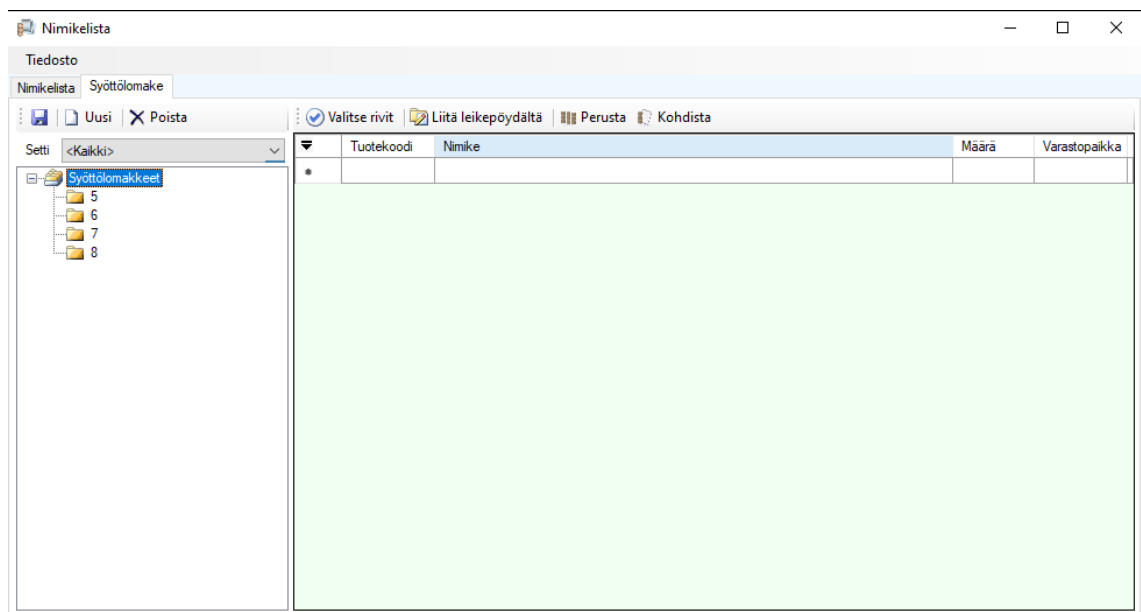 Nimikelista
Tiedosto
Nimikelista Syöttölomake
Uusi Poista Valitse rivit Liitä leikepöydältä Perusta Kohdista
Setti <Kaikki>
Tuotekoodi Nimike Määrä Varastopaikka
Syöttölomakkeet
5
6
7
8